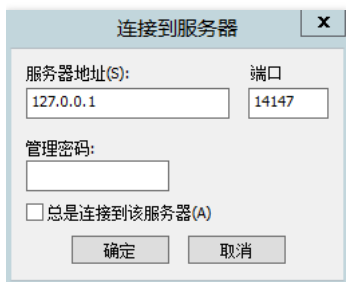 连接到服务器
x
服务器地址(S): 端口
127.0.0.1 14147
管理密码:
总是连接到该服务器(A)
确定 取消